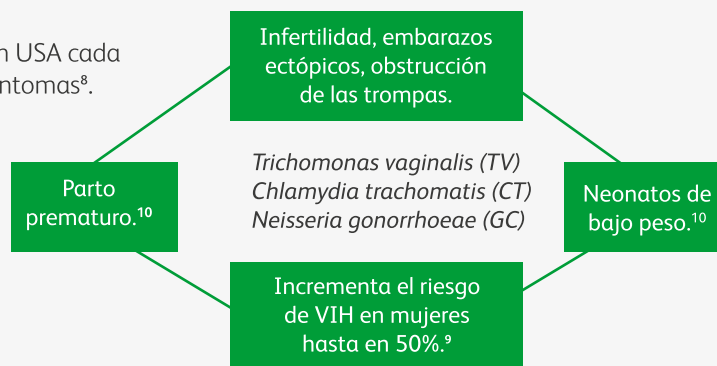 n USA cada
ntomas⁸.
Infertilidad, embarazos
ectópicos, obstrucción
de las trompas.
Trichomonas vaginalis (TV)
Chlamydia trachomatis (CT)
Neisseria gonorrhoeae (GC)
Parto
prematuro.¹⁰
Neonatos de
bajo peso.¹⁰
Incrementa el riesgo
de VIH en mujeres
hasta en 50%.⁹